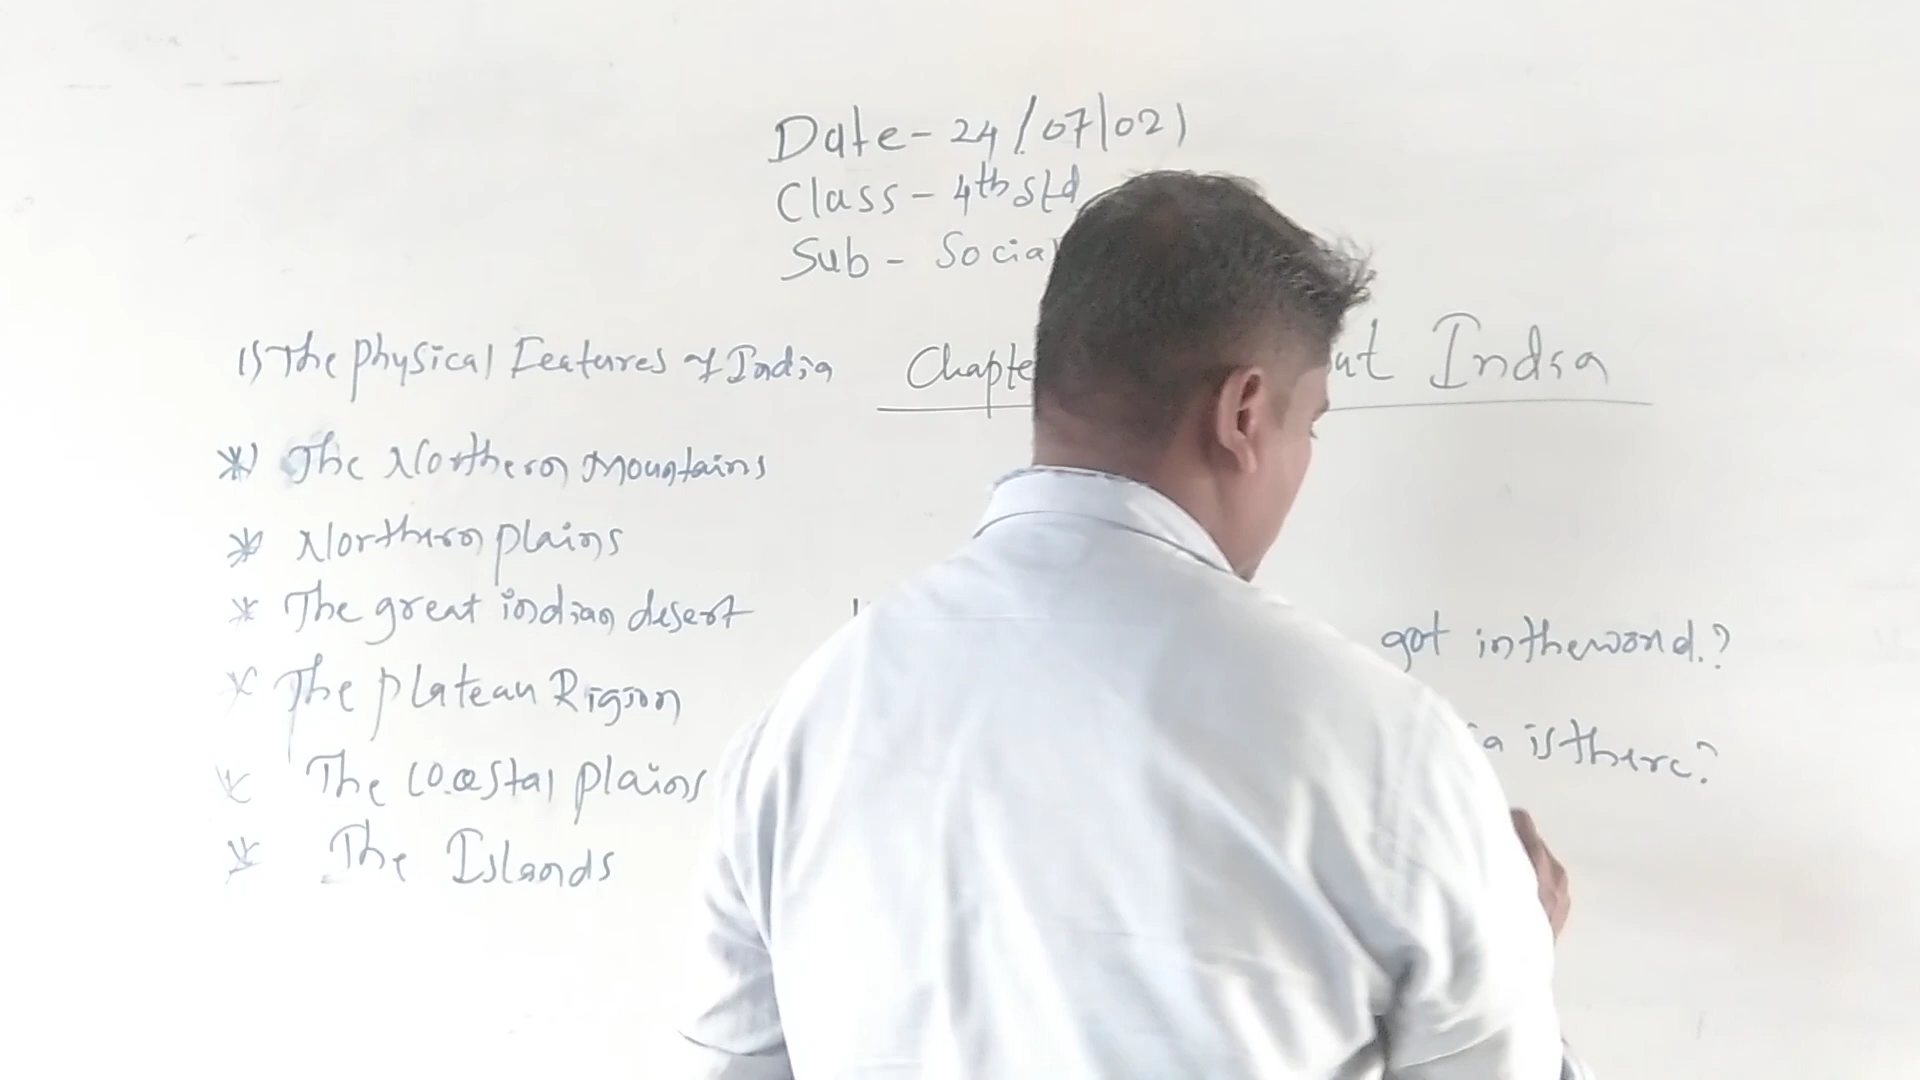 Date - 24/07/021
Class - 4th Std
Sub - Social
1) The physical Features of India
Chapte ut India
* The Northern Mountains
* Northern plains
* The great indian desert
got in the world.?
* The plateau Rigion
a is there?
* The Coastal plains
* The Islands